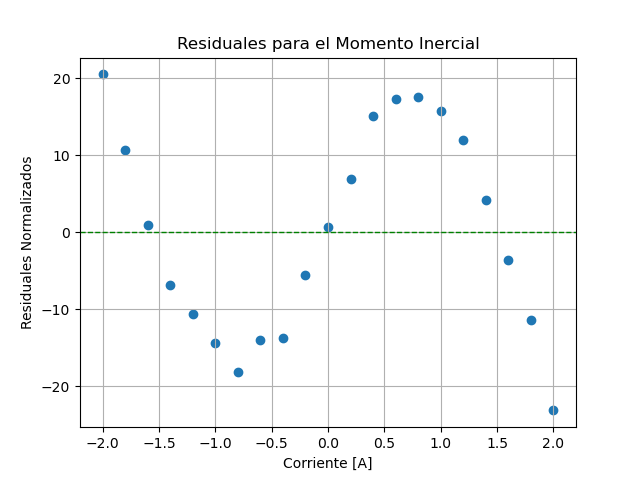 Residuales para el Momento Inercial
Residuales Normalizados
20
10
0
−10
−20
−2.0 −1.5 −1.0 −0.5 0.0 0.5 1.0 1.5 2.0
Corriente [A]